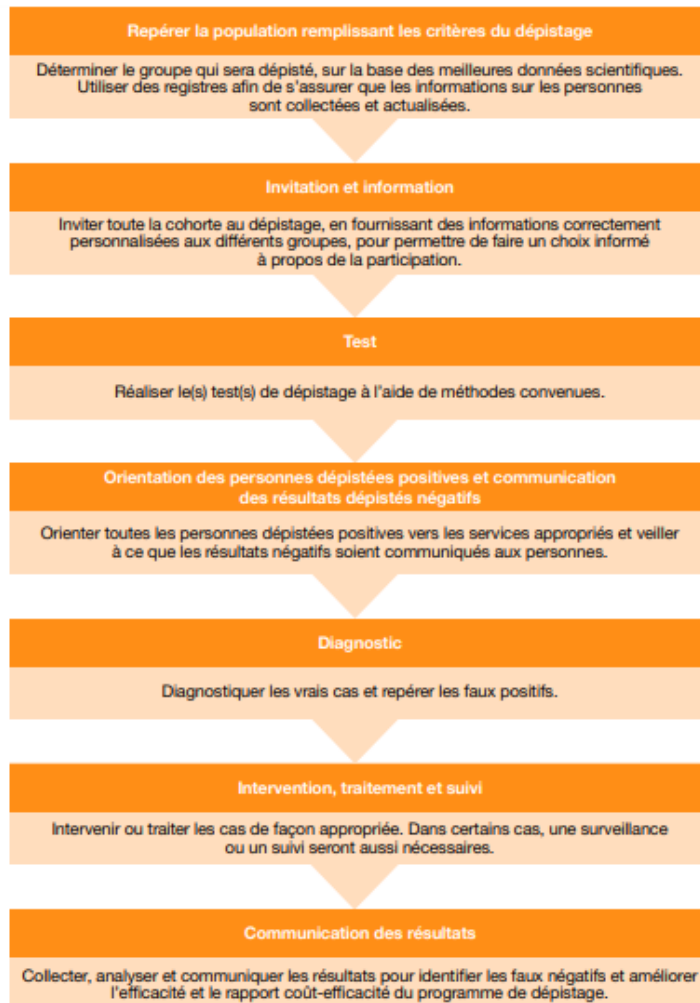 Repérer la population remplissant les critères du dépistage
Déterminer le groupe qui sera dépisté, sur la base des meilleures données scientifiques.
Utiliser des registres afin de s'assurer que les informations sur les personnes
sont collectées et actualisées.
Invitation et information
Inviter toute la cohorte au dépistage, en fournissant des informations correctement
personnalisées aux différents groupes, pour permettre de faire un choix informé
à propos de la participation.
Test
Réaliser le(s) test(s) de dépistage à l'aide de méthodes convenues.
Orientation des personnes dépistées positives et communication
des résultats dépistés négatifs
Orienter toutes les personnes dépistées positives vers les services appropriés et veiller
à ce que les résultats négatifs soient communiqués aux personnes.
Diagnostic
Diagnostiquer les vrais cas et repérer les faux positifs.
Intervention, traitement et suivi
Intervenir ou traiter les cas de façon appropriée. Dans certains cas, une surveillance
ou un suivi seront aussi nécessaires.
Communication des résultats
Collecter, analyser et communiquer les résultats pour identifier les faux négatifs et améliorer
l'efficacité et le rapport coût-efficacité du programme de dépistage.